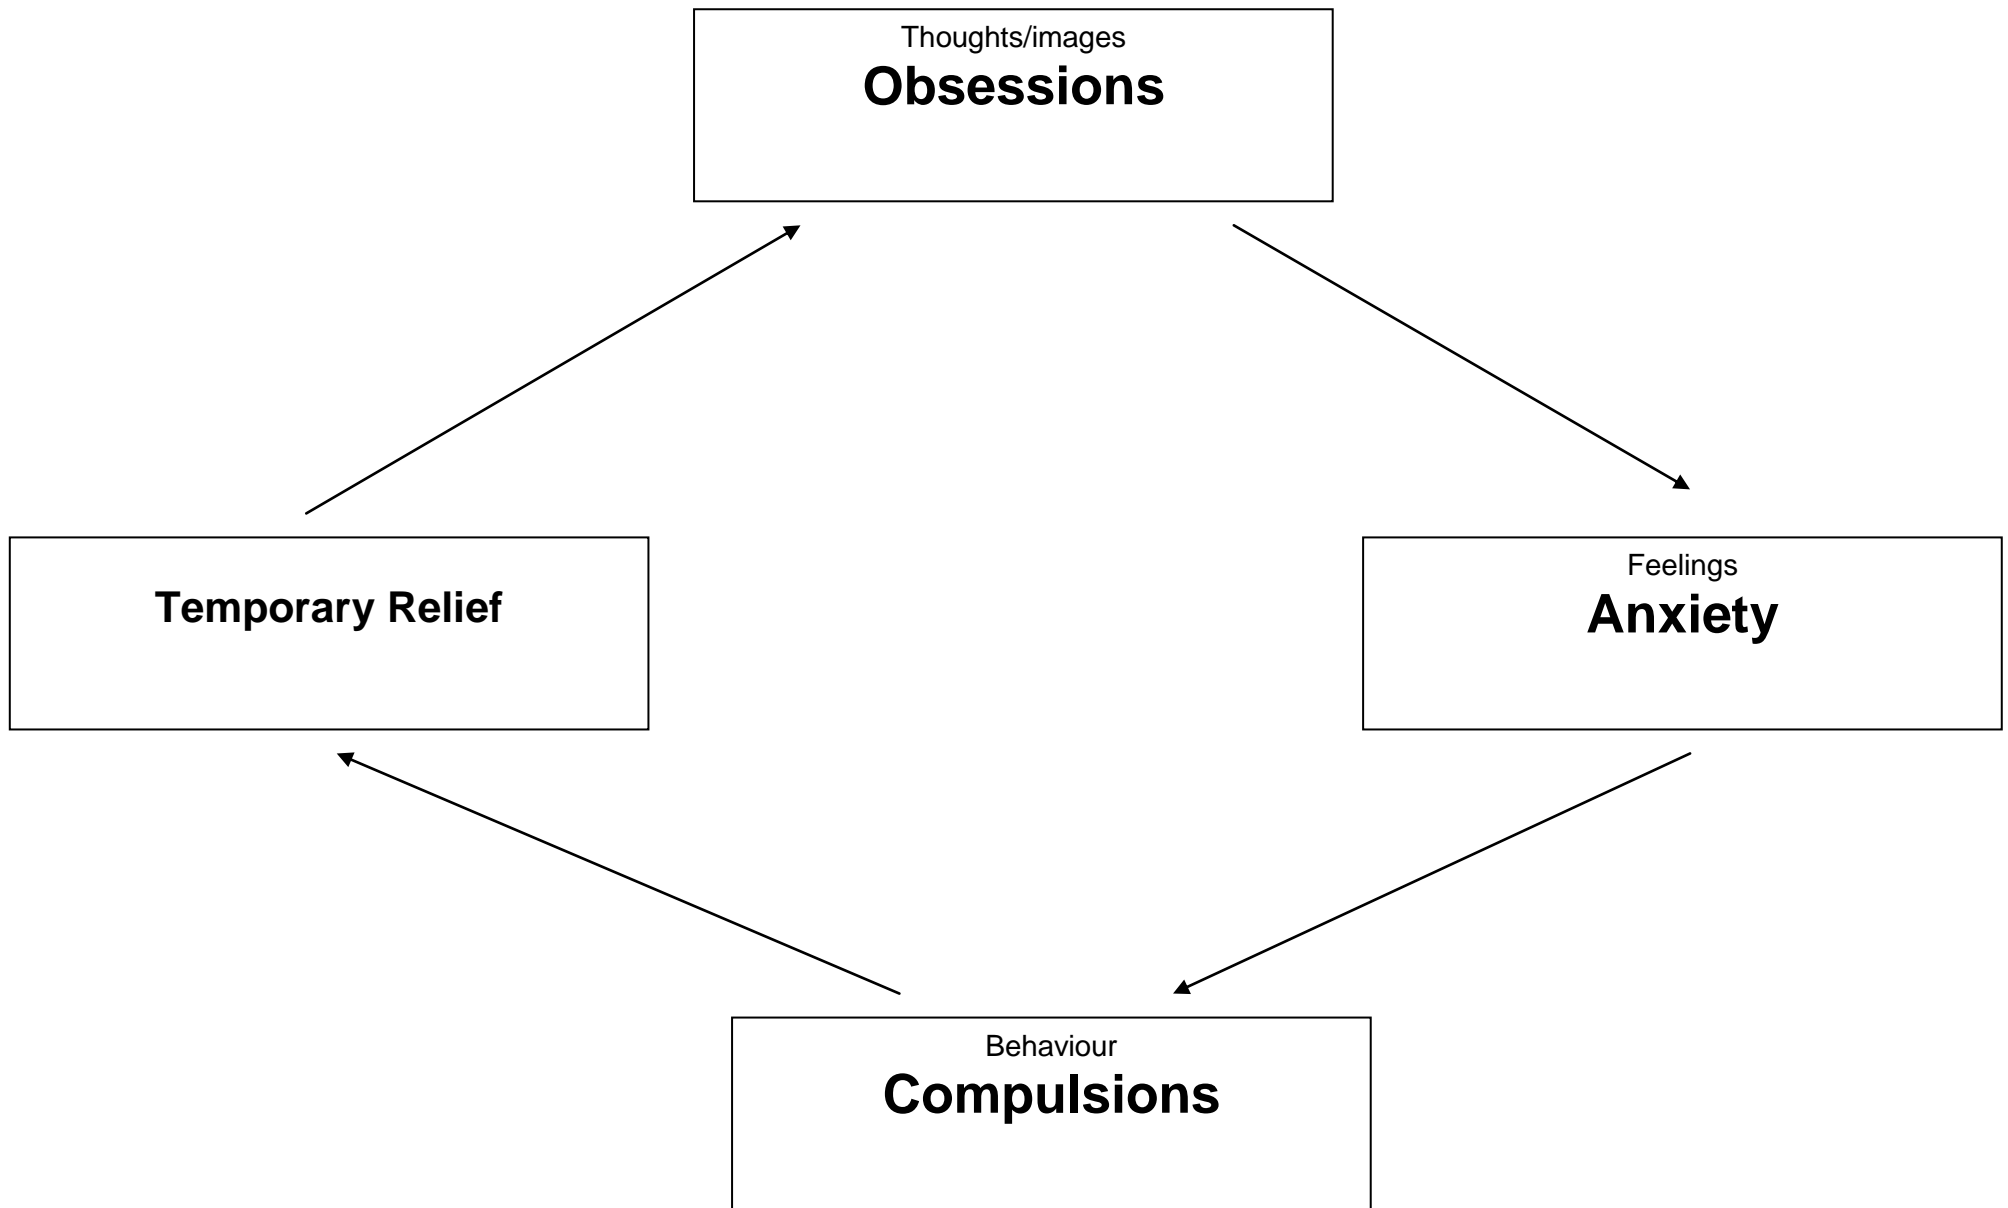 Thoughts/images
Obsessions
Temporary Relief
Feelings
Anxiety
Behaviour
Compulsions